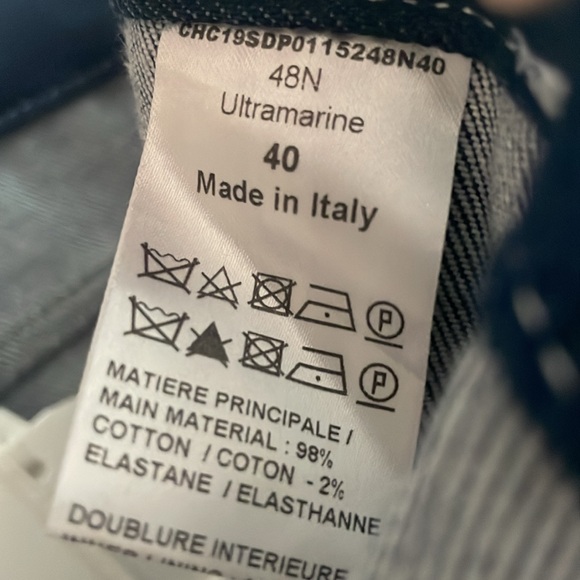 CHC19SDP0115248N40
48N
Ultramarine
40
Made in Italy
P
P
MATIERE PRINCIPALE /
MAIN MATERIAL : 98%
COTTON / COTON - 2%
ELASTANE / ELASTHANNE
DOUBLURE INTERIEURE